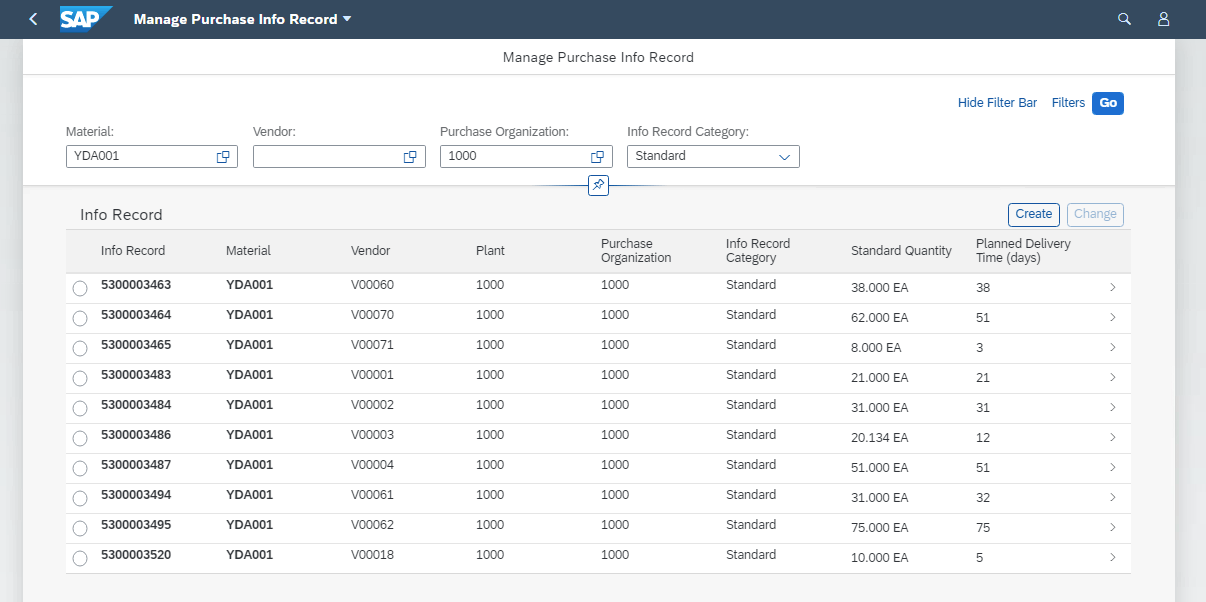 SAP Manage Purchase Info Record
Manage Purchase Info Record
Hide Filter Bar Filters Go
Material: Vendor: Purchase Organization: Info Record Category:
YDA001 1000 Standard
Info Record Create Change
Info Record Material Vendor Plant Purchase Organization Info Record Category Standard Quantity Planned Delivery Time (days)
5300003463 YDA001 V00060 1000 1000 Standard 38.000 EA 38
5300003464 YDA001 V00070 1000 1000 Standard 62.000 EA 51
5300003465 YDA001 V00071 1000 1000 Standard 8.000 EA 3
5300003483 YDA001 V00001 1000 1000 Standard 21.000 EA 21
5300003484 YDA001 V00002 1000 1000 Standard 31.000 EA 31
5300003486 YDA001 V00003 1000 1000 Standard 20.134 EA 12
5300003487 YDA001 V00004 1000 1000 Standard 51.000 EA 51
5300003494 YDA001 V00061 1000 1000 Standard 31.000 EA 32
5300003495 YDA001 V00062 1000 1000 Standard 75.000 EA 75
5300003520 YDA001 V00018 1000 1000 Standard 10.000 EA 5